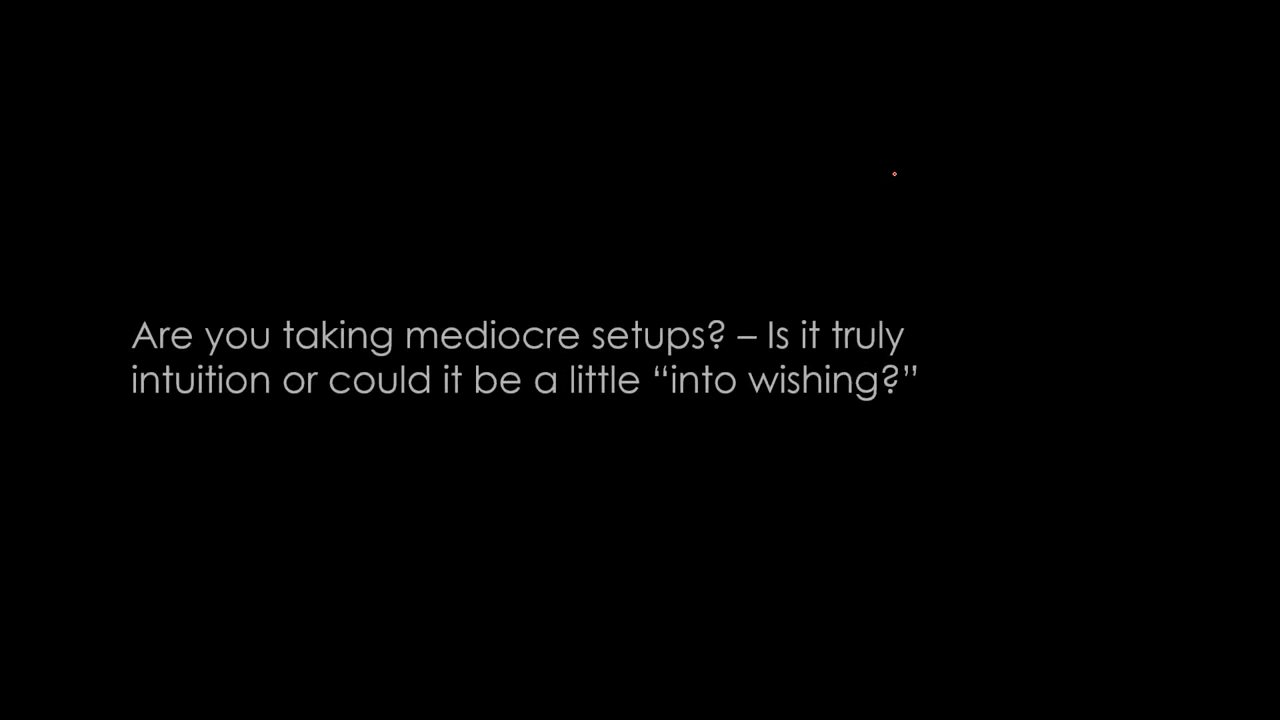 Are you taking mediocre setups? – Is it truly
intuition or could it be a little “into wishing?”